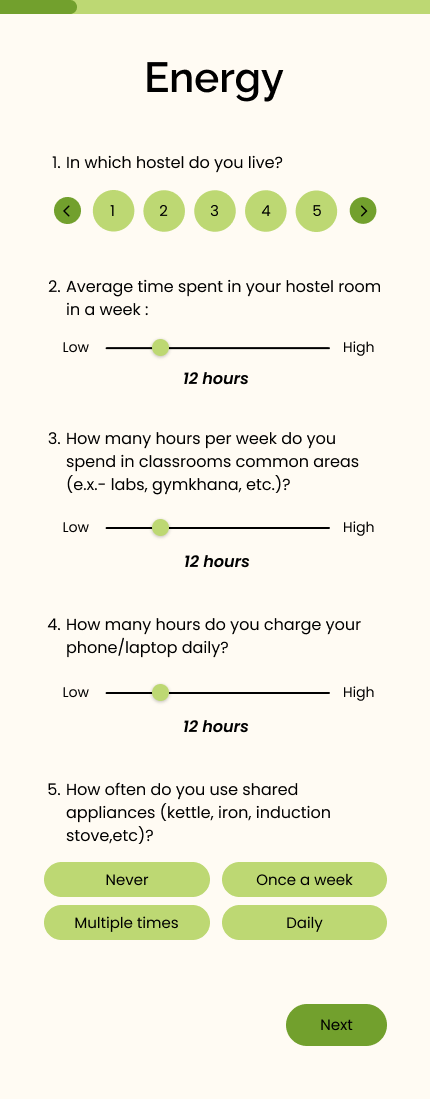 Energy
1. In which hostel do you live?
1 2 3 4 5
2. Average time spent in your hostel room
in a week :
Low High
12 hours
3. How many hours per week do you
spend in classrooms common areas
(e.x.- labs, gymkhana, etc.)?
Low High
12 hours
4. How many hours do you charge your
phone/laptop daily?
Low High
12 hours
5. How often do you use shared
appliances (kettle, iron, induction
stove,etc)?
Never Once a week
Multiple times Daily
Next